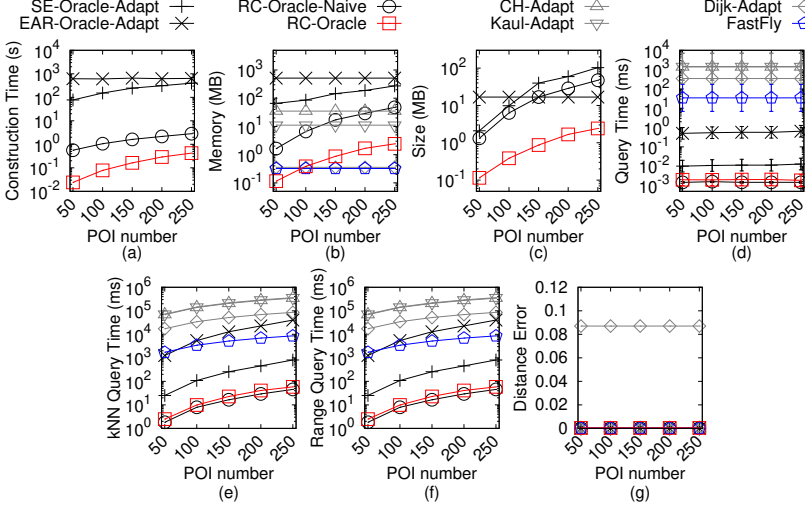 SE-Oracle-Adapt RC-Oracle-Naive CH-Adapt Dijk-Adapt
EAR-Oracle-Adapt RC-Oracle Kaul-Adapt FastFly
Construction Time (s)
10^3
10^2
10^1
10^0
10^-1
10^-2
50 100 150 200 250
POI number
(a)
Memory (MB)
10^3
10^2
10^1
10^0
10^-1
50 100 150 200 250
POI number
(b)
Size (MB)
10^2
10^1
10^0
10^-1
50 100 150 200 250
POI number
(c)
Query Time (ms)
10^4
10^3
10^2
10^1
10^0
10^-1
10^-2
10^-3
50 100 150 200 250
POI number
(d)
kNN Query Time (ms)
10^6
10^5
10^4
10^3
10^2
10^1
10^0
50 100 150 200 250
POI number
(e)
Range Query Time (ms)
10^6
10^5
10^4
10^3
10^2
10^1
10^0
50 100 150 200 250
POI number
(f)
Distance Error
0.12
0.1
0.08
0.06
0.04
0.02
0
50 100 150 200 250
POI number
(g)